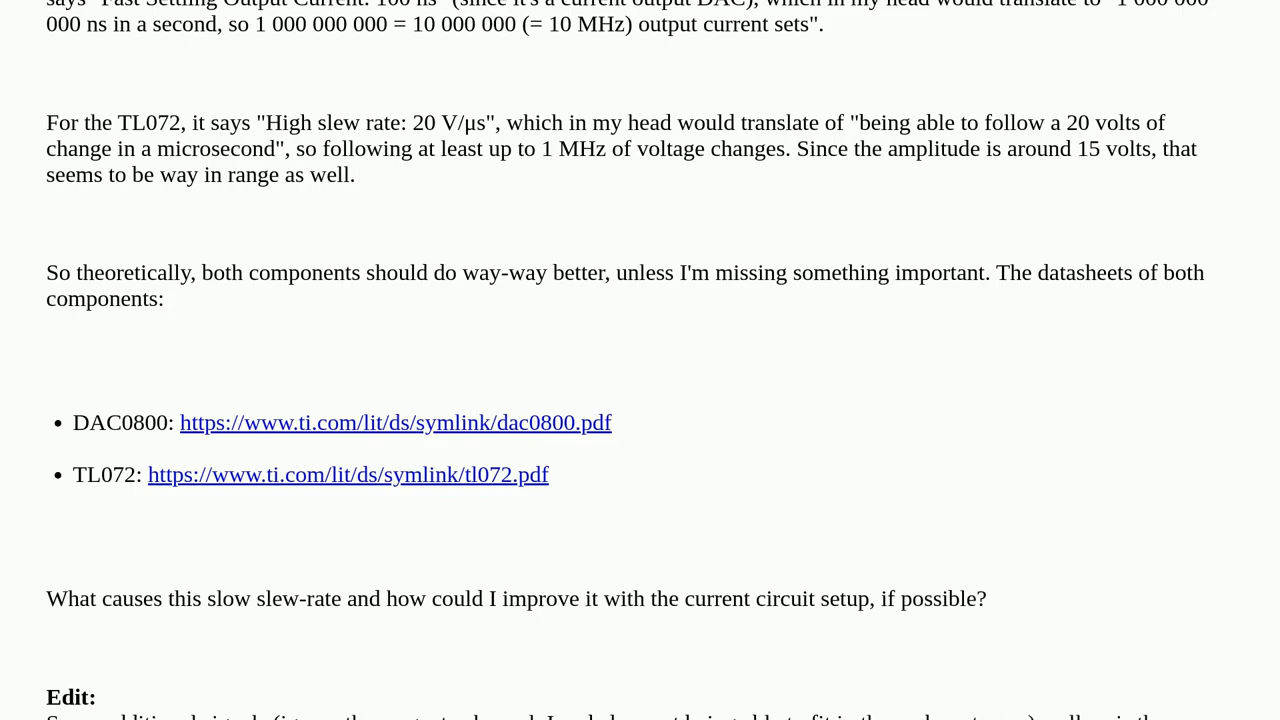 000 ns in a second, so 1 000 000 000 = 10 000 000 (= 10 MHz) output current sets".
For the TL072, it says "High slew rate: 20 V/μs", which in my head would translate of "being able to follow a 20 volts of
change in a microsecond", so following at least up to 1 MHz of voltage changes. Since the amplitude is around 15 volts, that
seems to be way in range as well.
So theoretically, both components should do way-way better, unless I'm missing something important. The datasheets of both
components:
• DAC0800: https://www.ti.com/lit/ds/symlink/dac0800.pdf
• TL072: https://www.ti.com/lit/ds/symlink/tl072.pdf
What causes this slow slew-rate and how could I improve it with the current circuit setup, if possible?
Edit: